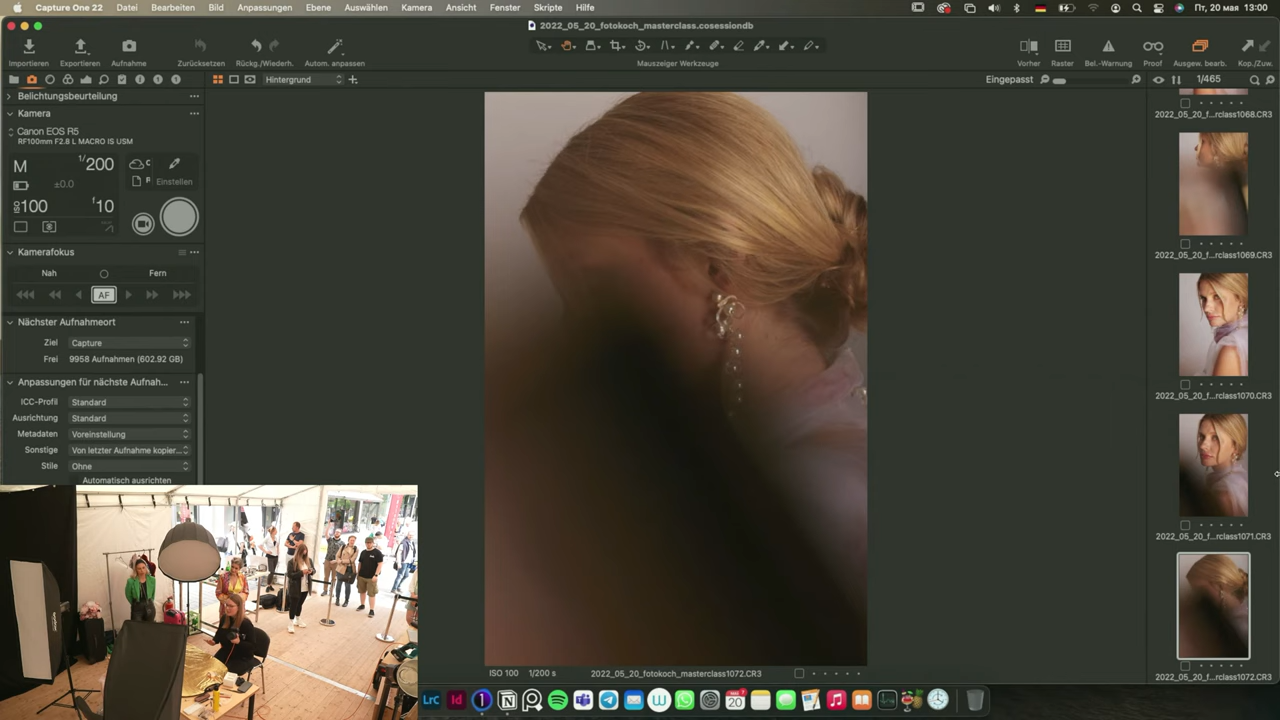 Capture One 22 Datei Bearbeiten Bild Anpassungen Ebene Auswählen Kamera Ansicht Fenster Skripte Hilfe Пт, 20 мая 13:00
2022_05_20_fotokoch_masterclass.cosessiondb
Importieren Exportieren Aufnahme Zurücksetzen Rückg./Wiederh. Autom. anpassen Mauszeiger Werkzeuge Vorher Raster Bel.-Warnung Proof Ausgew. bearb. Kop./Zuw.
Hintergrund Eingepasst 1/465
Belichtungsbeurteilung
Kamera
Canon EOS R5
RF100mm F2.8 L MACRO IS USM
M 1/200
±0.0 Einstellen
ISO 100 f10
Kamerafokus
Nah Fern
AF
Nächster Aufnahmeort
Ziel Capture
Frei 9958 Aufnahmen (602.92 GB)
Anpassungen für nächste Aufnah...
ICC-Profil Standard
Ausrichtung Standard
Metadaten Voreinstellung
Sonstige Von letzter Aufnahme kopier...
Stile Ohne
Automatisch ausrichten
2022_05_20_f...rclass1068.CR3
2022_05_20_f...rclass1069.CR3
2022_05_20_f...rclass1070.CR3
2022_05_20_f...rclass1071.CR3
2022_05_20_f...rclass1072.CR3
ISO 100 1/200 s 2022_05_20_fotokoch_masterclass1072.CR3
Lrc Id 20